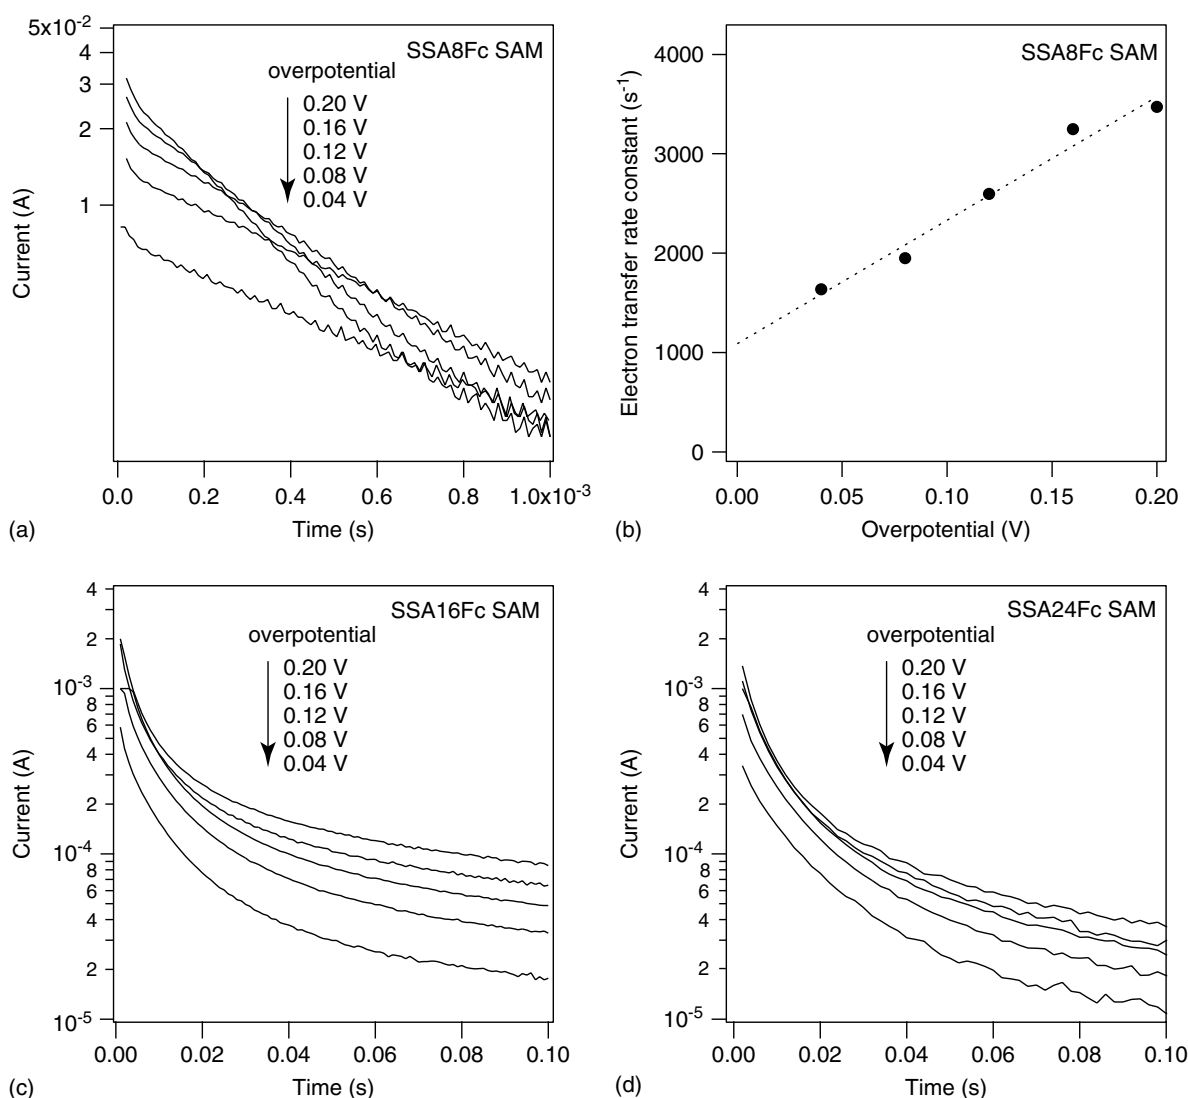 SSA8Fc SAM
overpotential
0.20 V
0.16 V
0.12 V
0.08 V
0.04 V
5x10-2
4
3
2
1
Current (A)
0.0 0.2 0.4 0.6 0.8 1.0x10-3
Time (s)
(a)
SSA8Fc SAM
4000
3000
2000
1000
0
Electron transfer rate constant (s-1)
0.00 0.05 0.10 0.15 0.20
Overpotential (V)
(b)
SSA16Fc SAM
overpotential
0.20 V
0.16 V
0.12 V
0.08 V
0.04 V
4
2
10-3
8
6
4
2
10-4
8
6
4
2
10-5
Current (A)
0.00 0.02 0.04 0.06 0.08 0.10
Time (s)
(c)
SSA24Fc SAM
overpotential
0.20 V
0.16 V
0.12 V
0.08 V
0.04 V
4
2
10-3
8
6
4
2
10-4
8
6
4
2
10-5
Current (A)
0.00 0.02 0.04 0.06 0.08 0.10
Time (s)
(d)